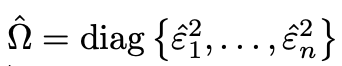 Ω̂ = diag {ε̂₁², …, ε̂ₙ²}